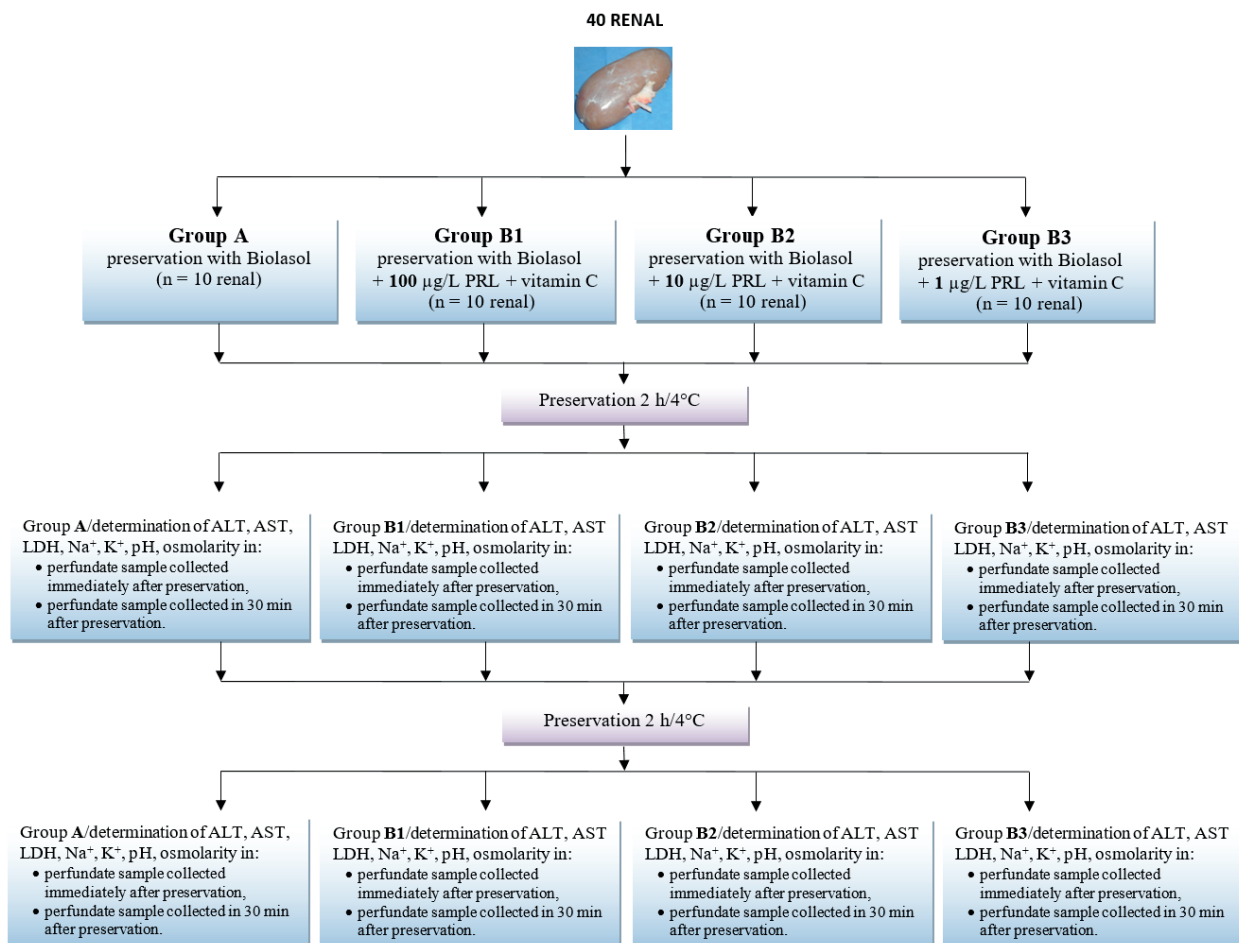 40 RENAL
Group A
preservation with Biolasol
(n = 10 renal)
Group B1
preservation with Biolasol
+ 100 µg/L PRL + vitamin C
(n = 10 renal)
Group B2
preservation with Biolasol
+ 10 µg/L PRL + vitamin C
(n = 10 renal)
Group B3
preservation with Biolasol
+ 1 µg/L PRL + vitamin C
(n = 10 renal)
Preservation 2 h/4°C
Group A/determination of ALT, AST,
LDH, Na⁺, K⁺, pH, osmolarity in:
• perfundate sample collected
immediately after preservation,
• perfundate sample collected in 30 min
after preservation.
Group B1/determination of ALT, AST
LDH, Na⁺, K⁺, pH, osmolarity in:
• perfundate sample collected
immediately after preservation,
• perfundate sample collected in 30 min
after preservation.
Group B2/determination of ALT, AST
LDH, Na⁺, K⁺, pH, osmolarity in:
• perfundate sample collected
immediately after preservation,
• perfundate sample collected in 30 min
after preservation.
Group B3/determination of ALT, AST
LDH, Na⁺, K⁺, pH, osmolarity in:
• perfundate sample collected
immediately after preservation,
• perfundate sample collected in 30 min
after preservation.
Preservation 2 h/4°C
Group A/determination of ALT, AST,
LDH, Na⁺, K⁺, pH, osmolarity in:
• perfundate sample collected
immediately after preservation,
• perfundate sample collected in 30 min
after preservation.
Group B1/determination of ALT, AST
LDH, Na⁺, K⁺, pH, osmolarity in:
• perfundate sample collected
immediately after preservation,
• perfundate sample collected in 30 min
after preservation.
Group B2/determination of ALT, AST
LDH, Na⁺, K⁺, pH, osmolarity in:
• perfundate sample collected
immediately after preservation,
• perfundate sample collected in 30 min
after preservation.
Group B3/determination of ALT, AST
LDH, Na⁺, K⁺, pH, osmolarity in:
• perfundate sample collected
immediately after preservation,
• perfundate sample collected in 30 min
after preservation.